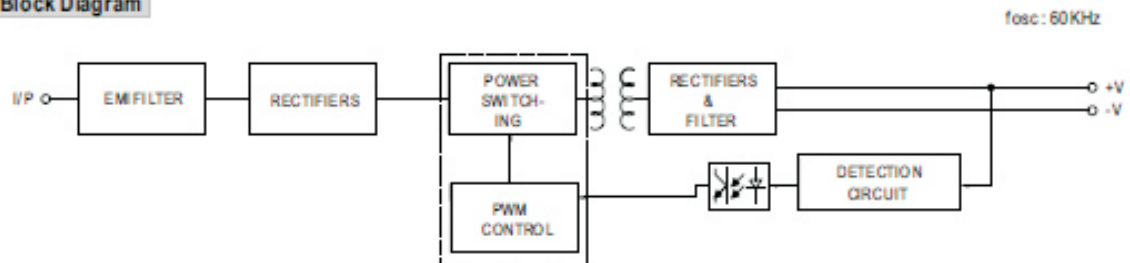 Block Diagram
fosc : 60KHz
I/P
EMI FILTER
RECTIFIERS
POWER
SWITCH-
ING
RECTIFIERS
&
FILTER
+V
-V
DETECTION
CIRCUIT
PWM
CONTROL